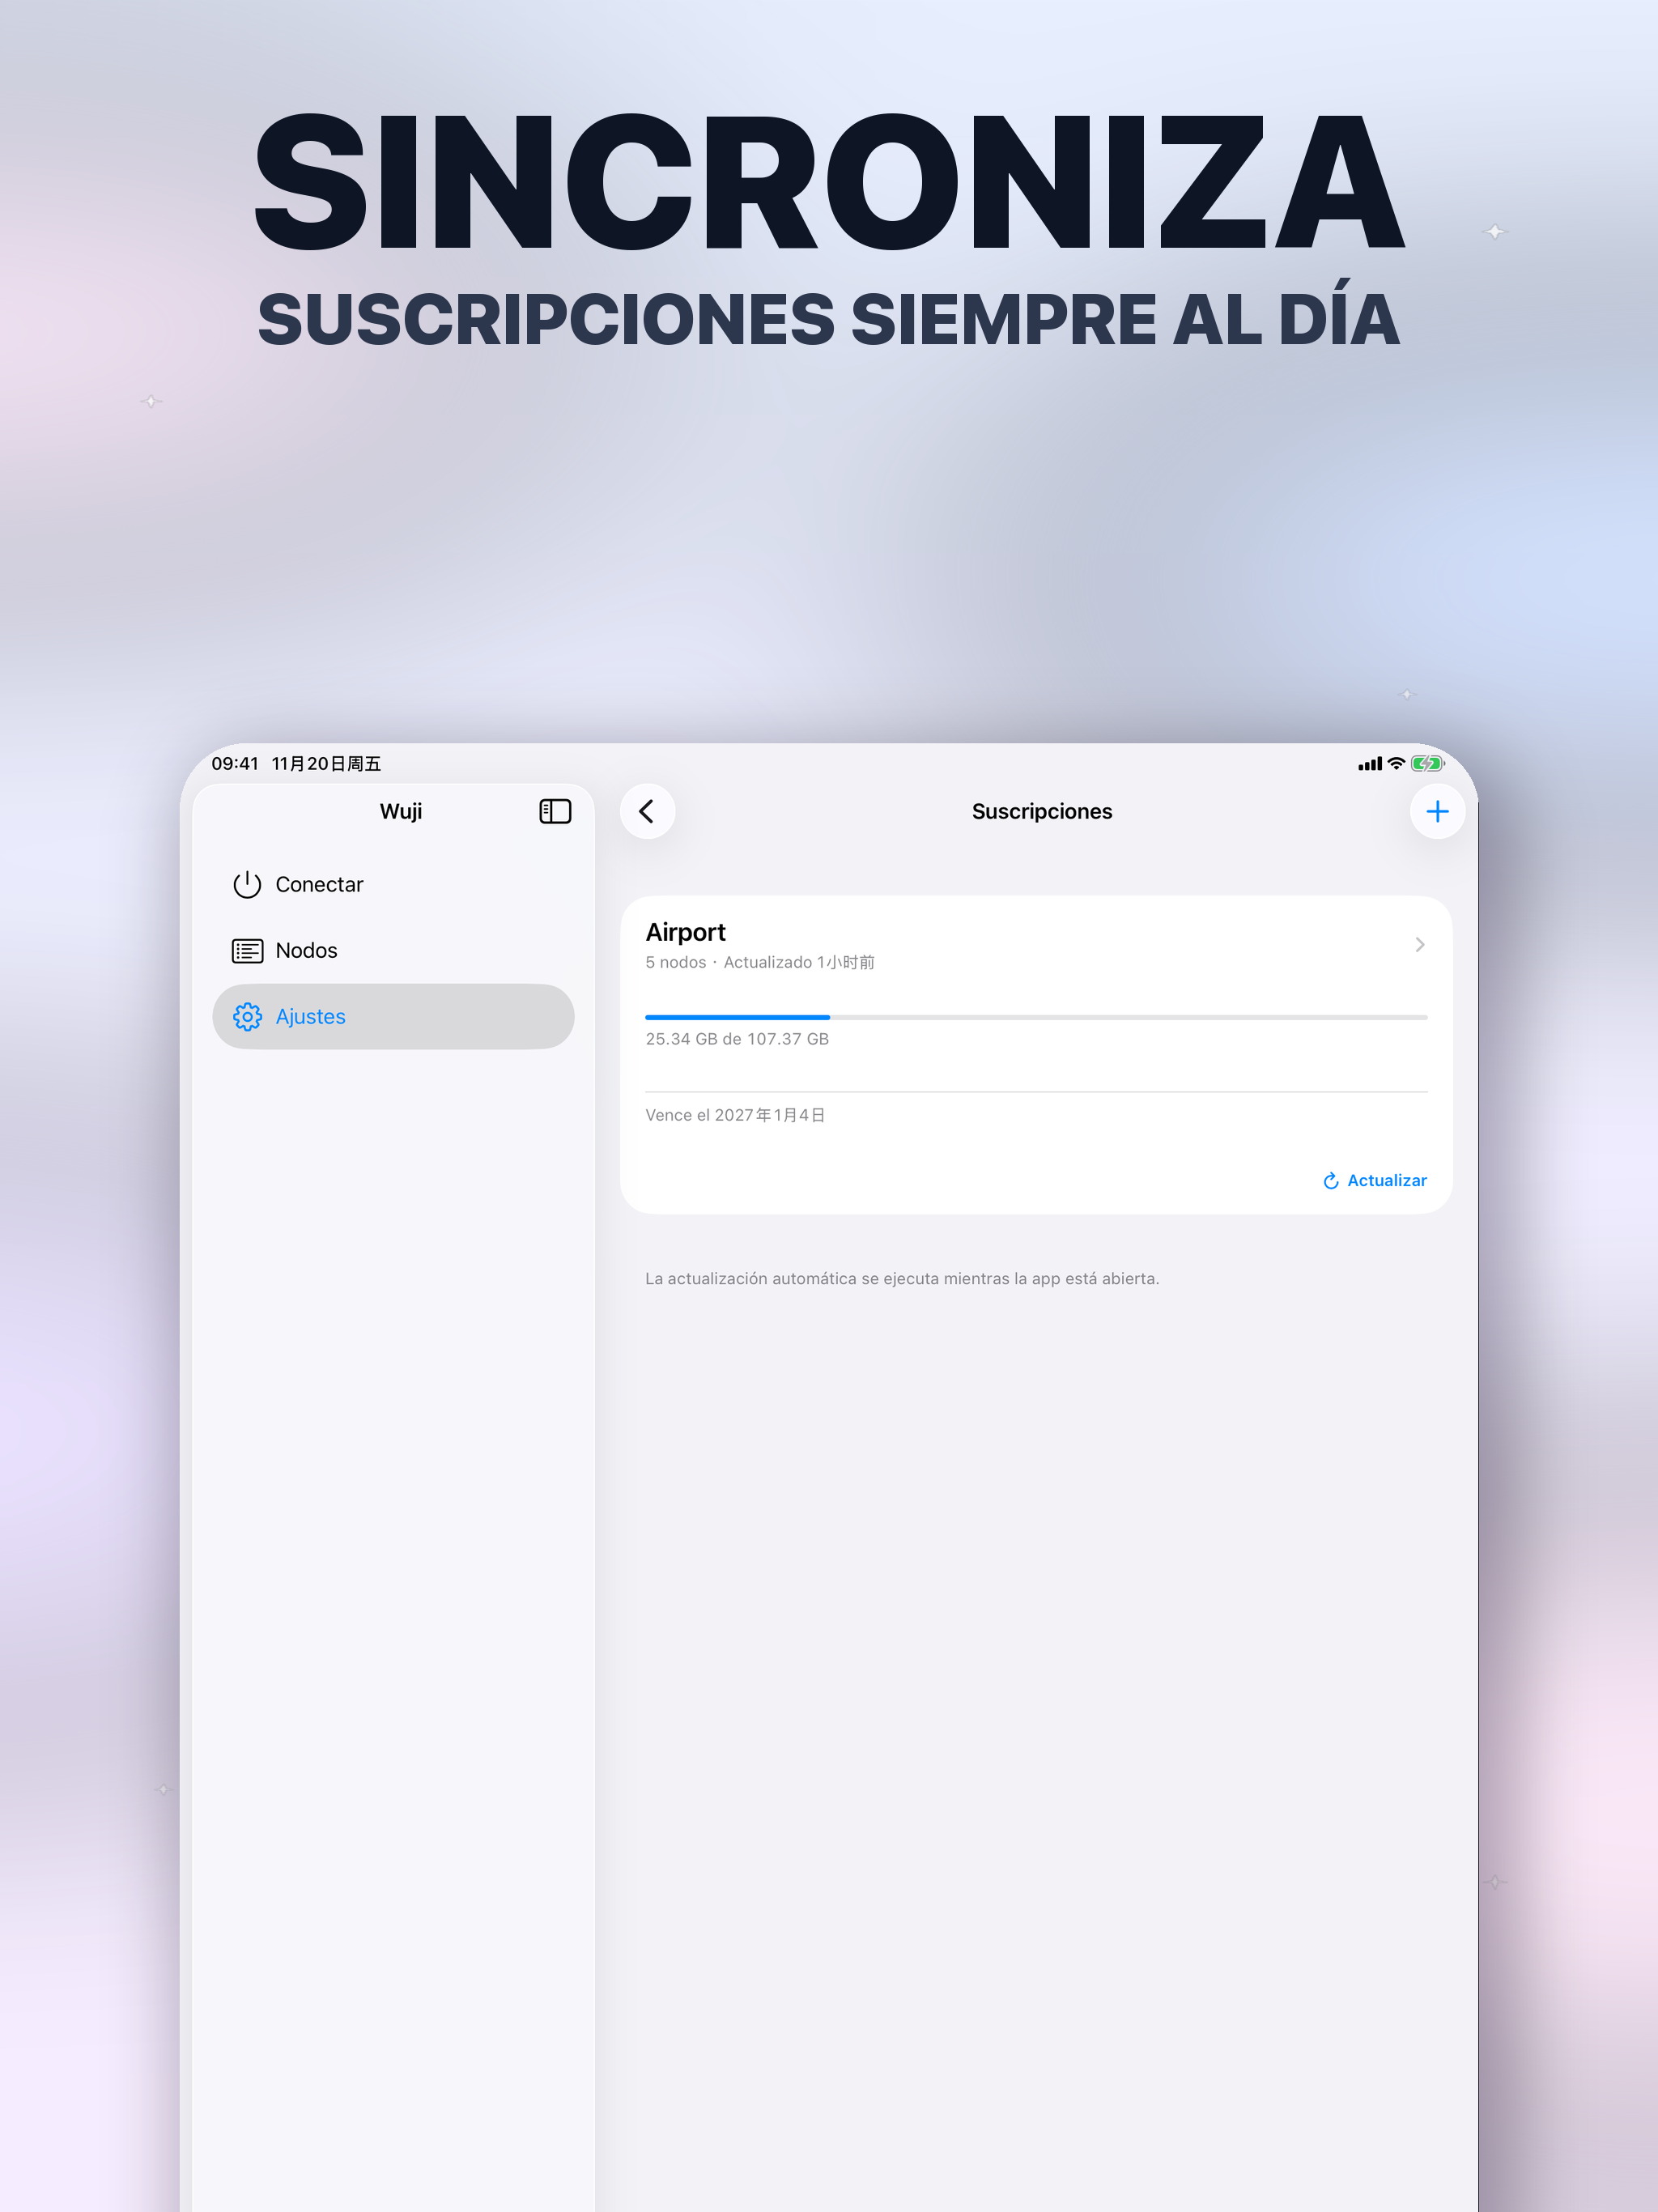 SINCRONIZA
SUSCRIPCIONES SIEMPRE AL DÍA
09:41 11月20日周五
Wuji
Suscripciones
Conectar
Nodos
Ajustes
Airport
5 nodos · Actualizado 1小时前
25.34 GB de 107.37 GB
Vence el 2027年1月4日
Actualizar
La actualización automática se ejecuta mientras la app está abierta.